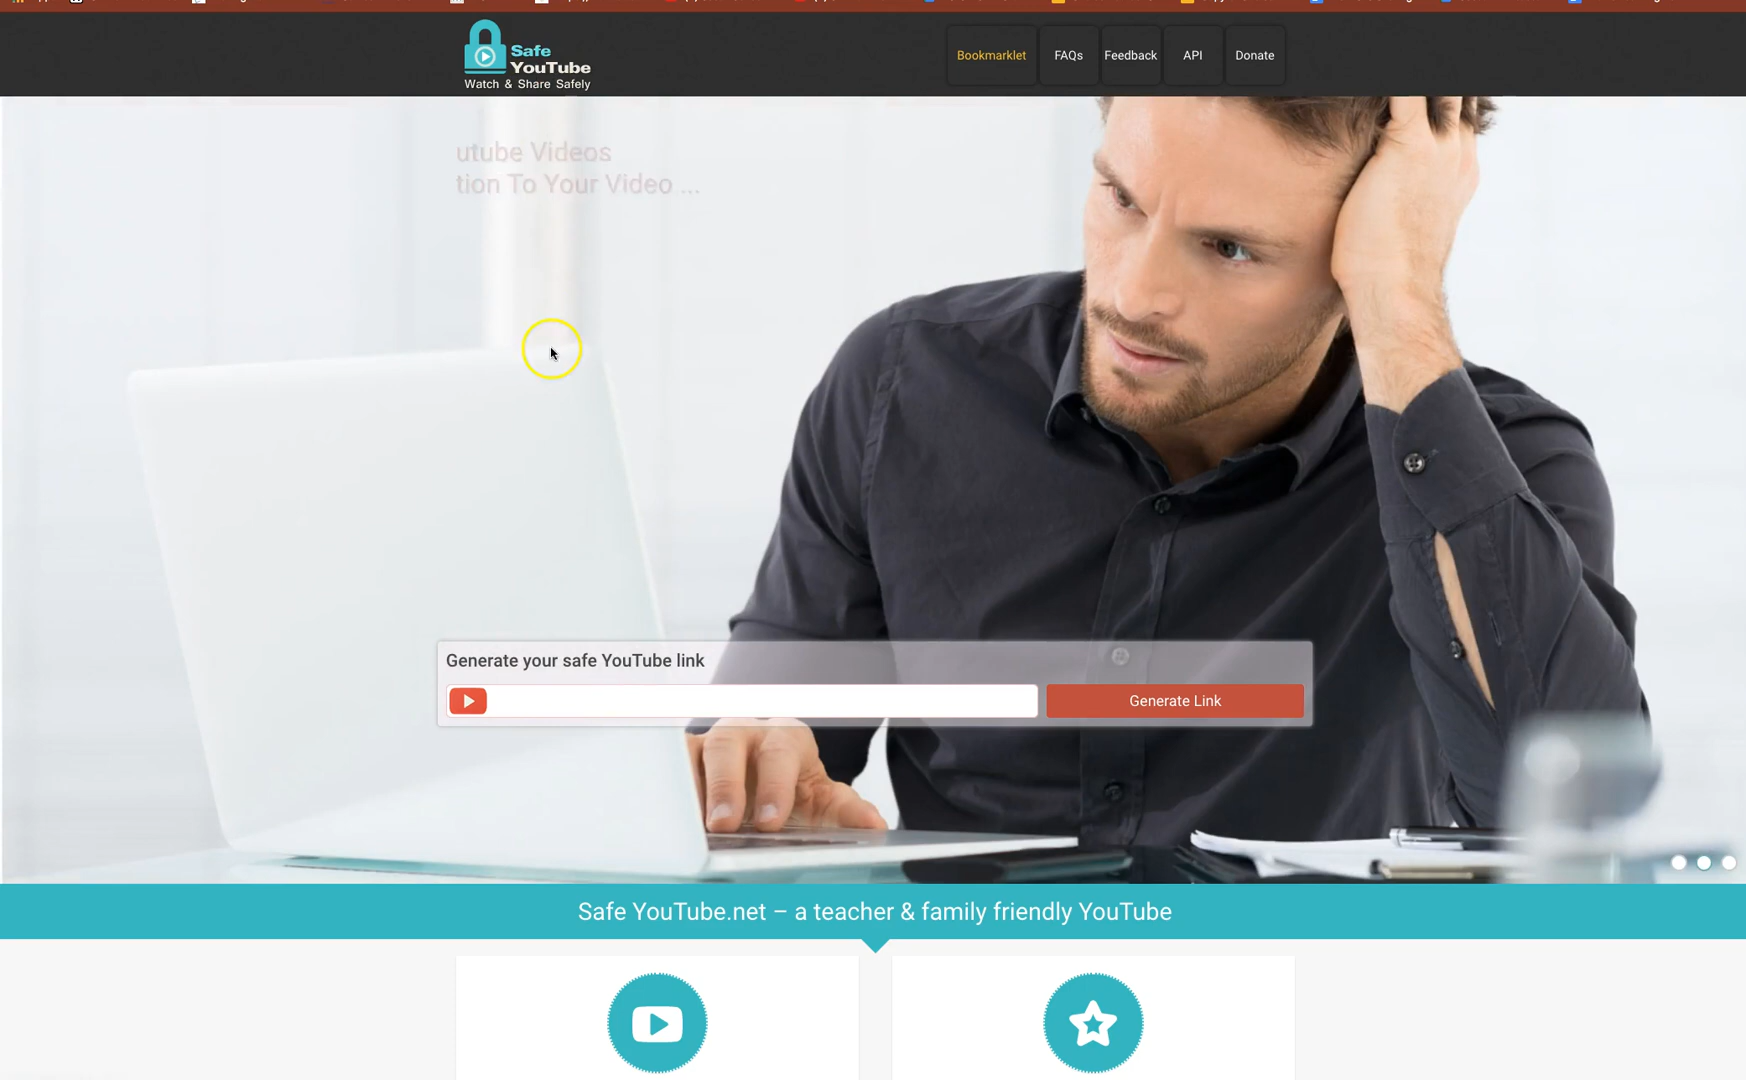 Safe
YouTube
Watch & Share Safely
Bookmarklet
FAQs
Feedback
API
Donate
utube Videos
tion To Your Video ...
Generate your safe YouTube link
Generate Link
Safe YouTube.net – a teacher & family friendly YouTube